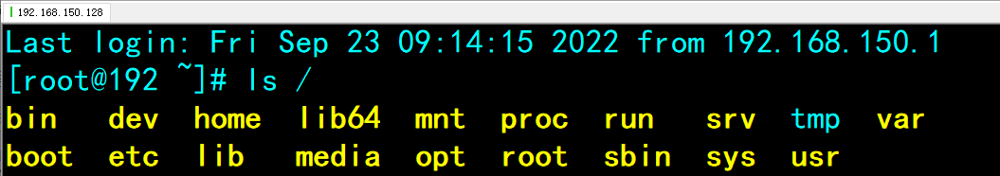 192.168.150.128
Last login: Fri Sep 23 09:14:15 2022 from 192.168.150.1
[root@192 ~]# ls /
bin dev home lib64 mnt proc run srv tmp var
boot etc lib media opt root sbin sys usr